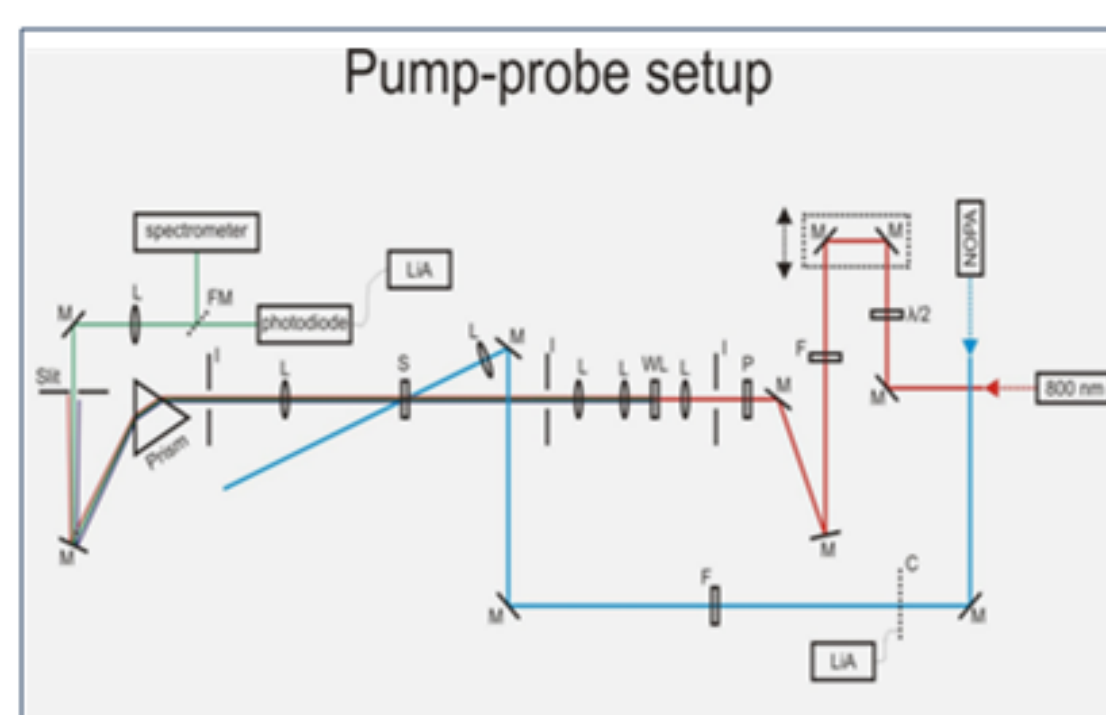 Pump-probe setup
spectrometer
NOPA
M
M
LiA
L
FM
M
photodiode
λ/2
L
M
F
Slit
I
L
S
I
L
L
WL
L
I
P
M
M
800 nm
Prism
M
M
F
C
M
M
LiA